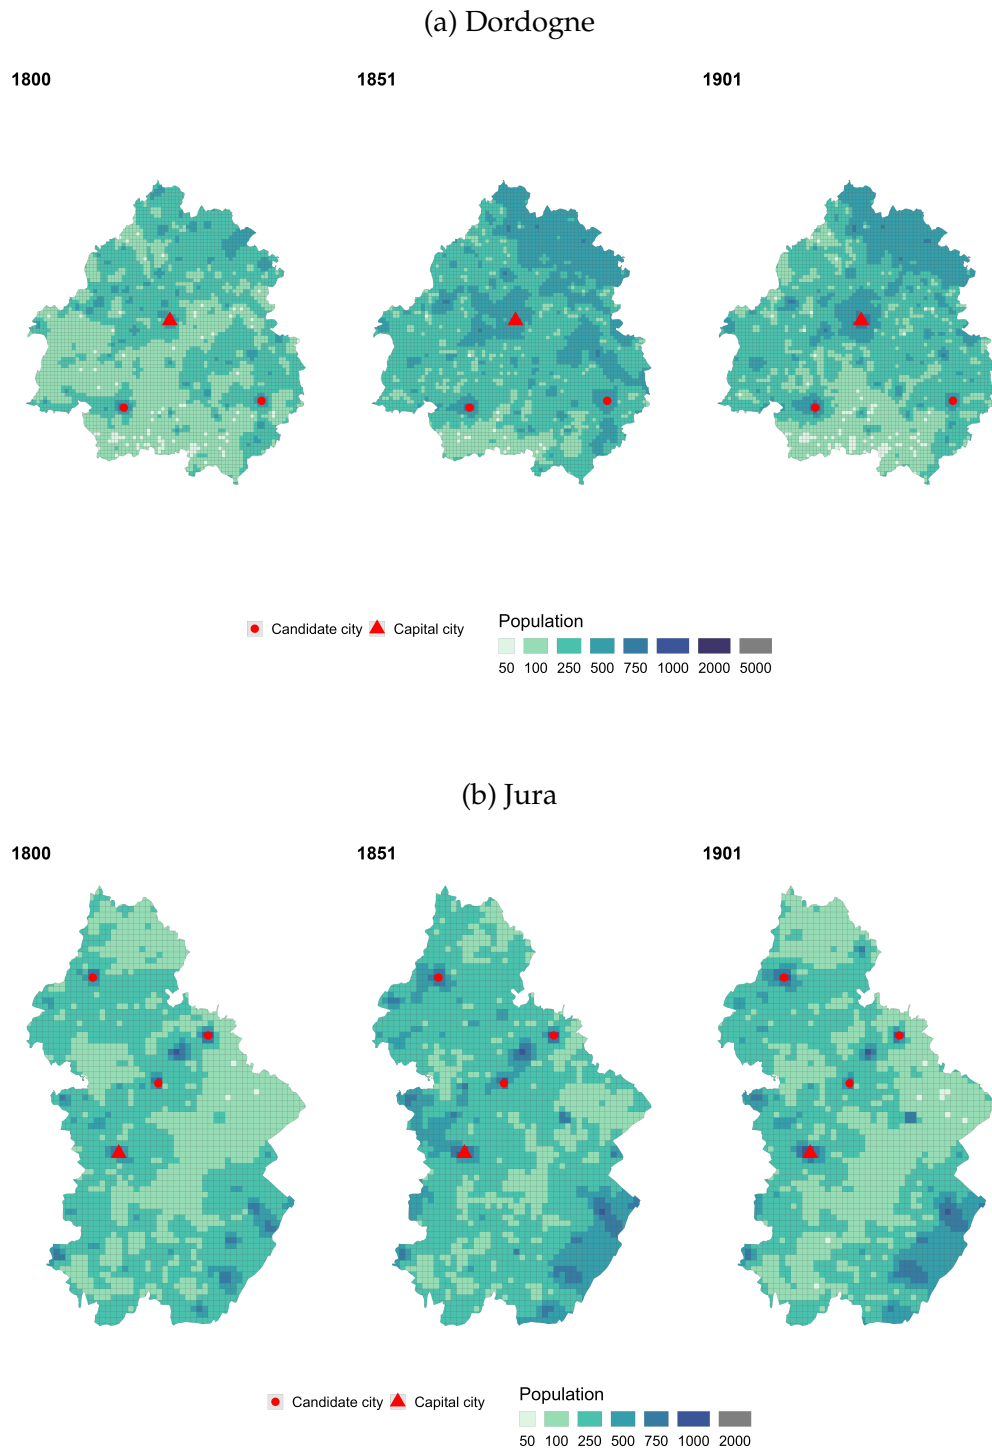 (a) Dordogne
1800 1851 1901
Population
Candidate city Capital city
50 100 250 500 750 1000 2000 5000
(b) Jura
1800 1851 1901
Population
Candidate city Capital city
50 100 250 500 750 1000 2000